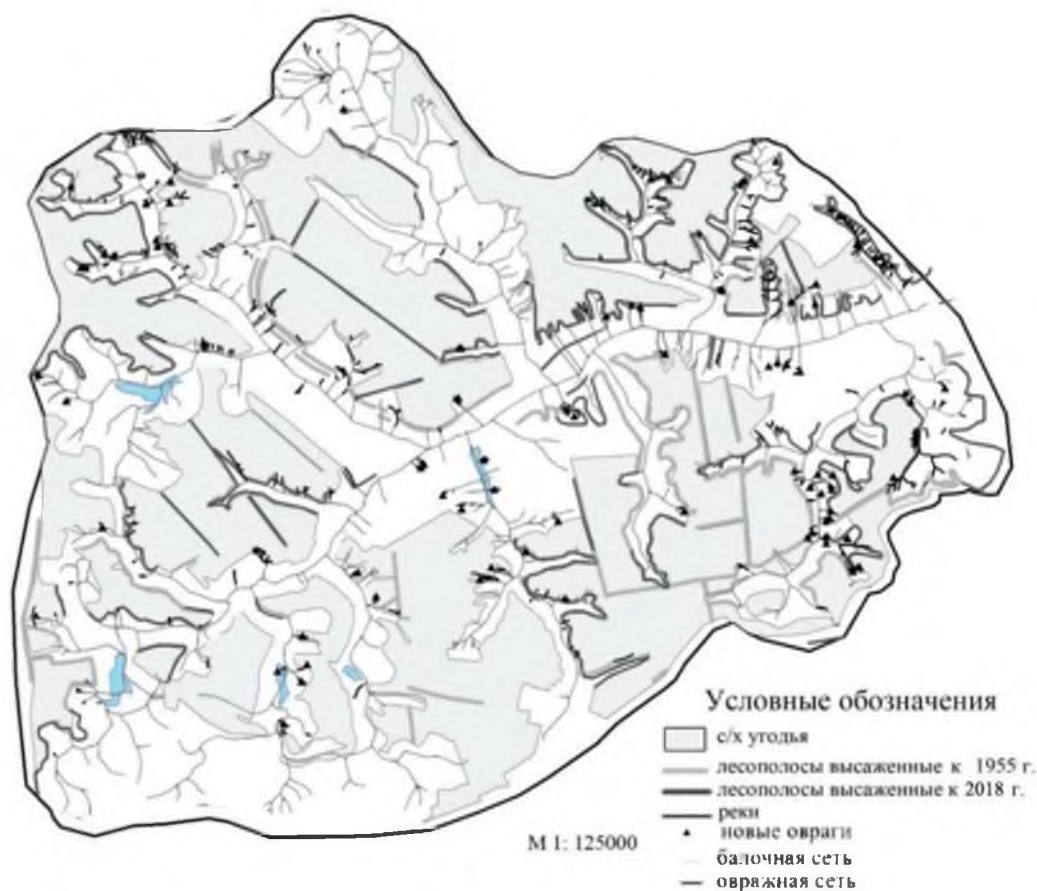 Условные обозначения
с/х угодья
лесополосы высаженные к 1955 г.
лесополосы высаженные к 2018 г.
реки
новые овраги
балочная сеть
овражная сеть
М 1: 125000